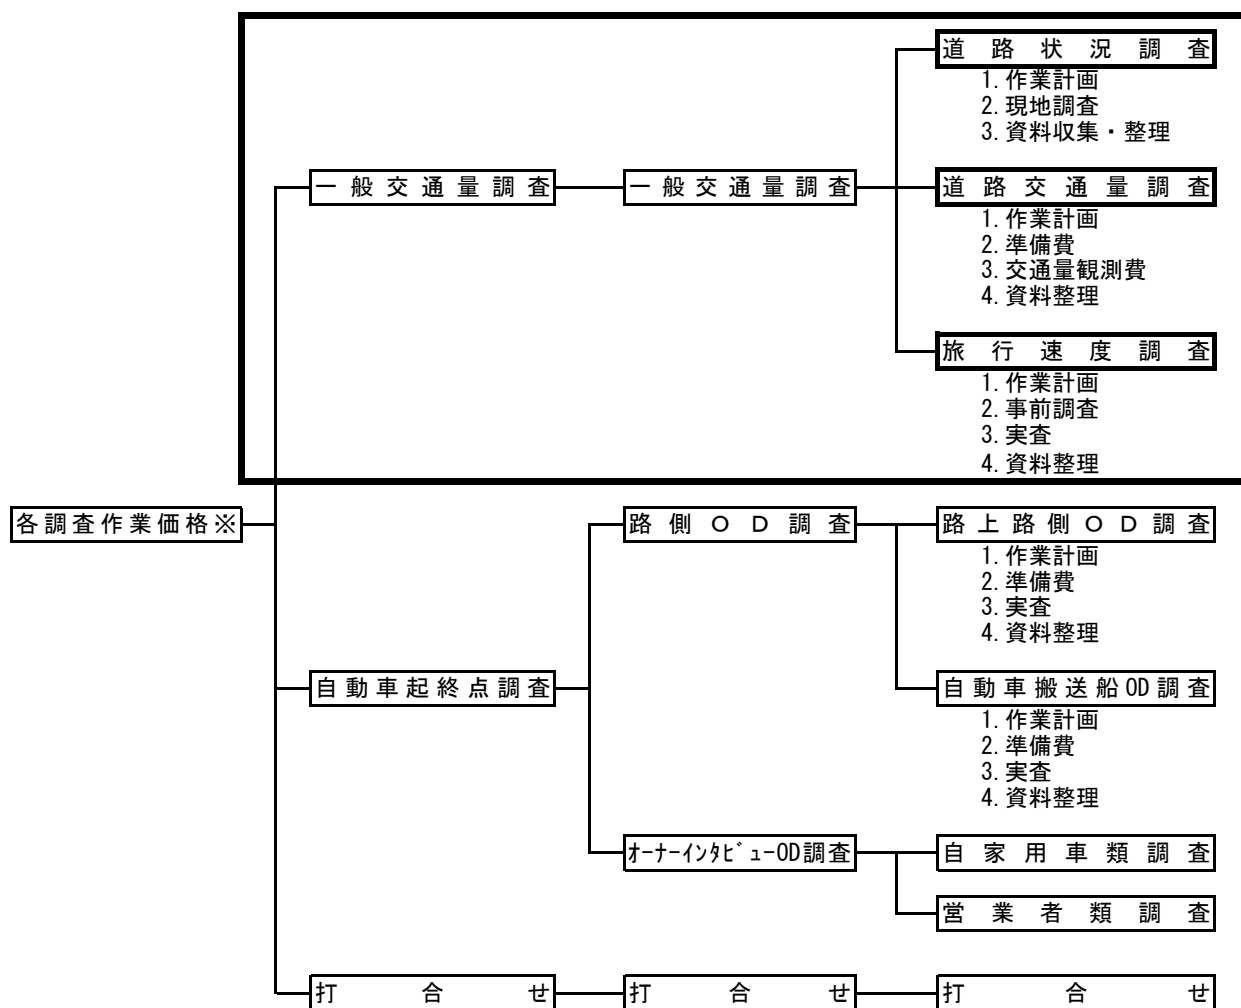 道路状況調査
1.作業計画
2.現地調査
3.資料収集・整理
一般交通量調査
一般交通量調査
道路交通量調査
1.作業計画
2.準備費
3.交通量観測費
4.資料整理
旅行速度調査
1.作業計画
2.事前調査
3.実査
4.資料整理
各調査作業価格※
路側OD調査
路上路側OD調査
1.作業計画
2.準備費
3.実査
4.資料整理
自動車起終点調査
自動車搬送船OD調査
1.作業計画
2.準備費
3.実査
4.資料整理
オーナーインタビューOD調査
自家用車類調査
営業者類調査
打合せ
打合せ
打合せ